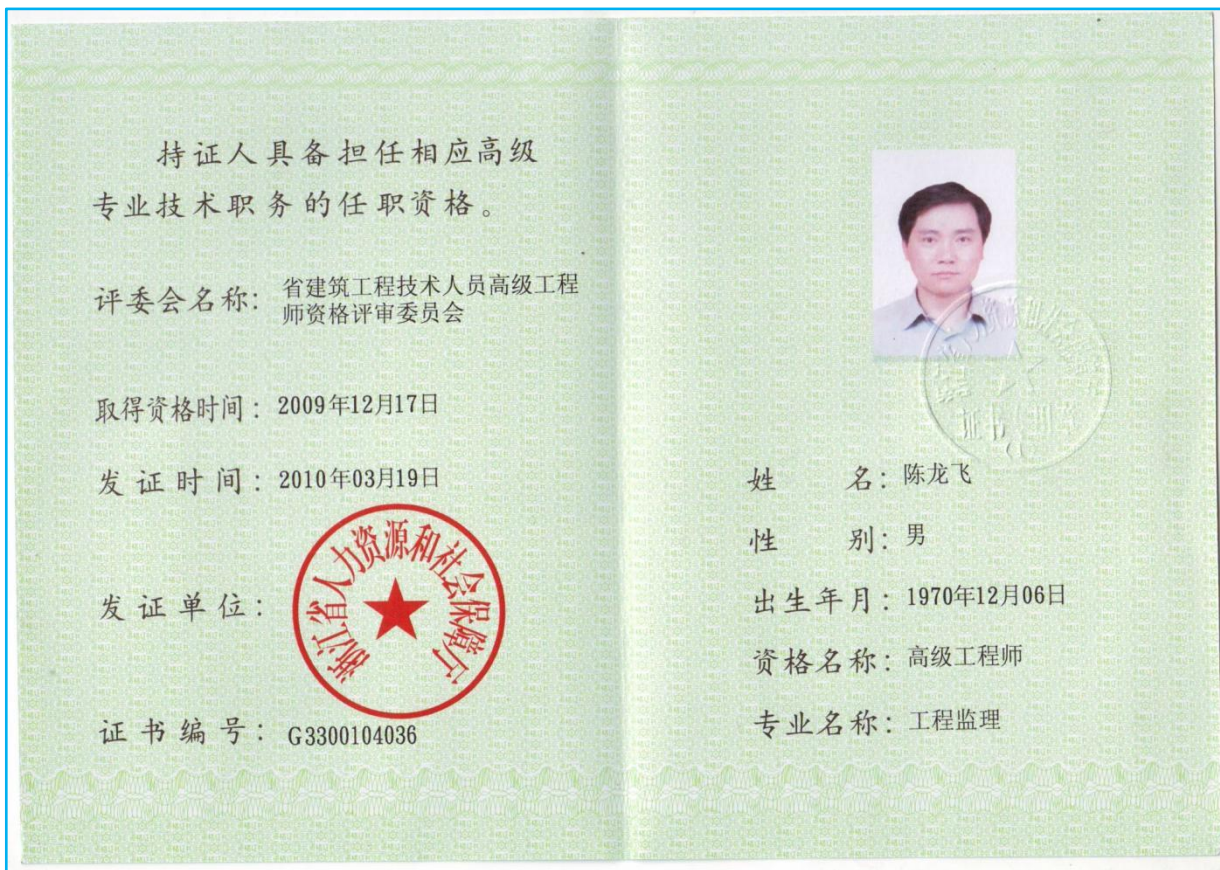 持证人具备担任相应高级
专业技术职务的任职资格。
评委会名称: 省建筑工程技术人员高级工程
师资格评审委员会
取得资格时间: 2009年12月17日
发证时间: 2010年03月19日
发证单位:
浙江省人力资源和社会保障厅
证书编号: G3300104036
证书专用章
姓名: 陈龙飞
性别: 男
出生年月: 1970年12月06日
资格名称: 高级工程师
专业名称: 工程监理